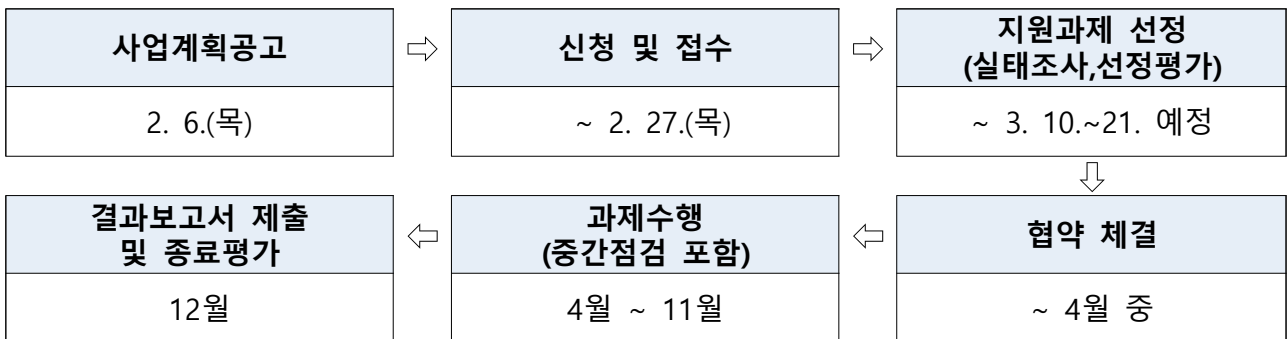 사업계획공고
2. 6.(목)
⇨
신청 및 접수
~ 2. 27.(목)
⇨
지원과제 선정
(실태조사,선정평가)
~ 3. 10.~21. 예정
⇩
협약 체결
~ 4월 중
⇦
과제수행
(중간점검 포함)
4월 ~ 11월
⇦
결과보고서 제출
및 종료평가
12월